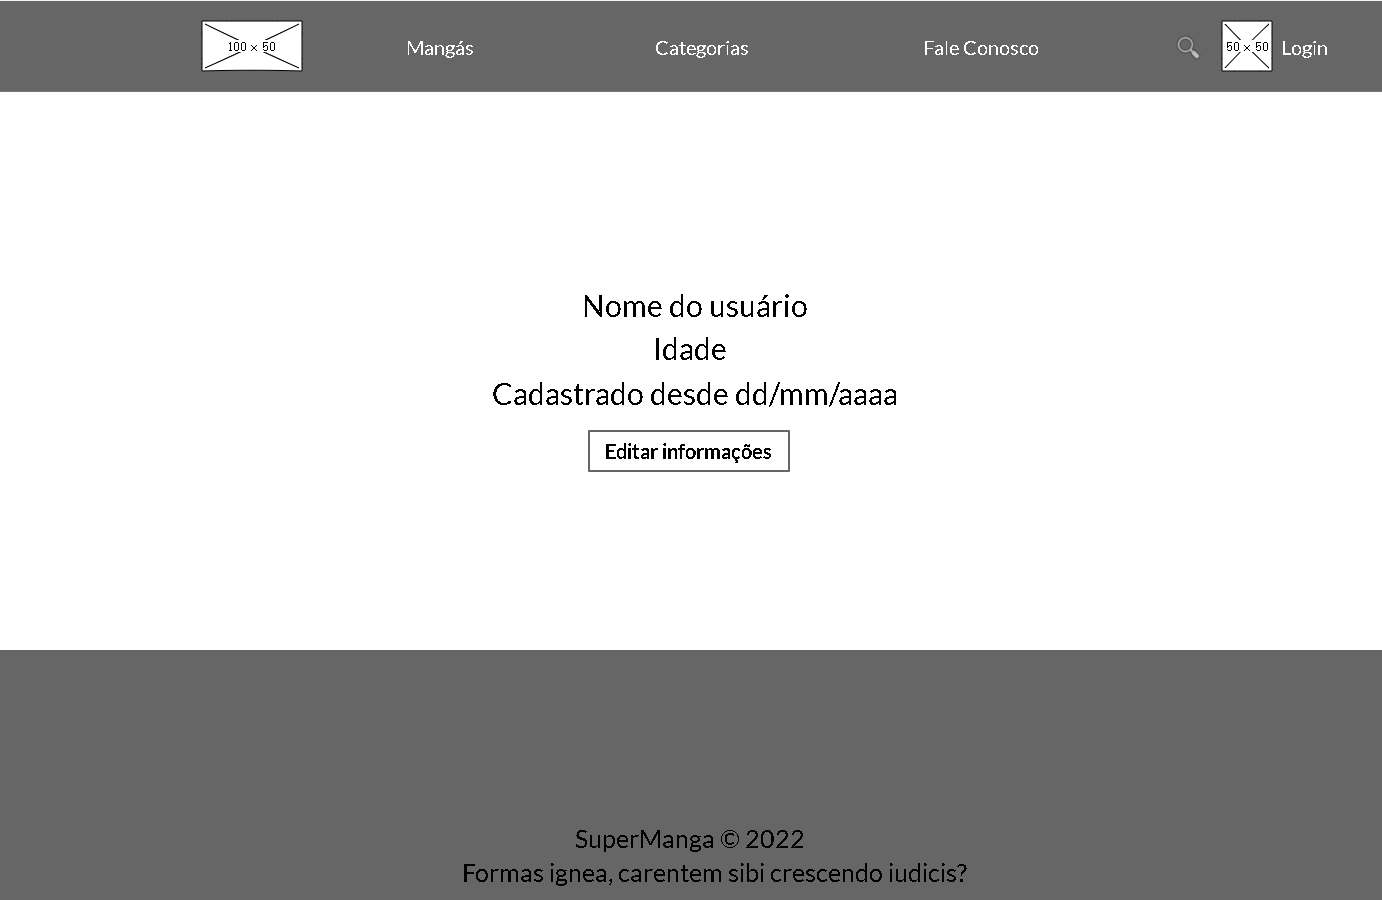 100 × 50 Mangás Categorias Fale Conosco 50 × 50 Login
Nome do usuário
Idade
Cadastrado desde dd/mm/aaaa
Editar informações
SuperManga © 2022
Formas ignea, carentem sibi crescendo iudicis?